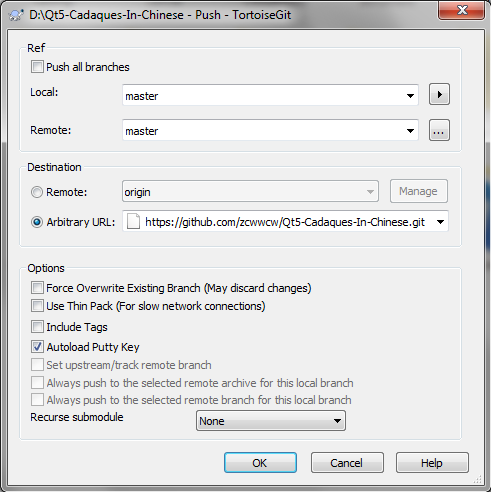 D:\Qt5-Cadaques-In-Chinese - Push - TortoiseGit
Ref
Push all branches
Local:
master
Remote:
master
...
Destination
Remote:
origin
Manage
Arbitrary URL:
https://github.com/zcwwcw/Qt5-Cadaques-In-Chinese.git
Options
Force Overwrite Existing Branch (May discard changes)
Use Thin Pack (For slow network connections)
Include Tags
Autoload Putty Key
Set upstream/track remote branch
Always push to the selected remote archive for this local branch
Always push to the selected remote branch for this local branch
Recurse submodule
None
OK
Cancel
Help